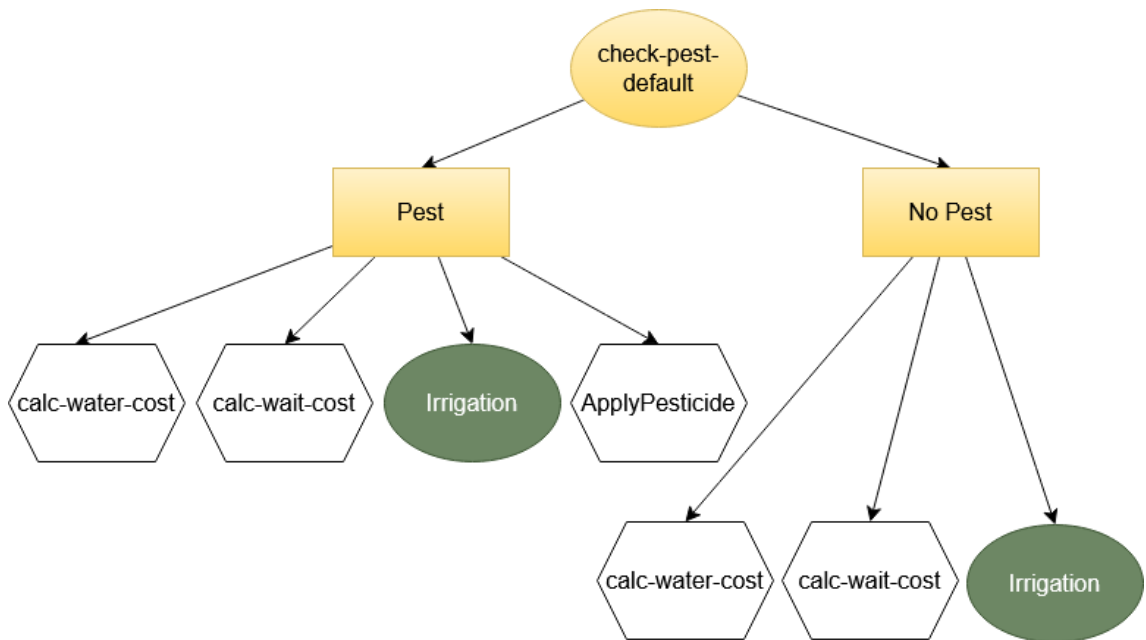 check-pest-
default
Pest
No Pest
calc-water-cost
calc-wait-cost
Irrigation
ApplyPesticide
calc-water-cost
calc-wait-cost
Irrigation